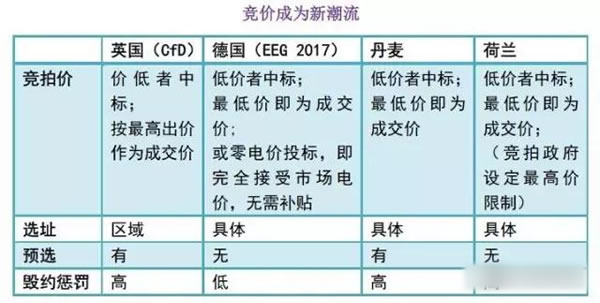 竞价成为新潮流
英国（CfD） 德国（EEG 2017） 丹麦 荷兰
竞拍价
价低者中标；
按最高出价作为成交价
低价者中标；
最低价即为成交价；
或零电价投标，即完全接受市场电价，无需补贴
低价者中标；
最低价即为成交价
低价者中标；
最低价即为成交价；
（竞拍政府设定最高价限制）
选址 区域 具体 具体 具体
预选 有 无 有 无
毁约惩罚 高 低 高